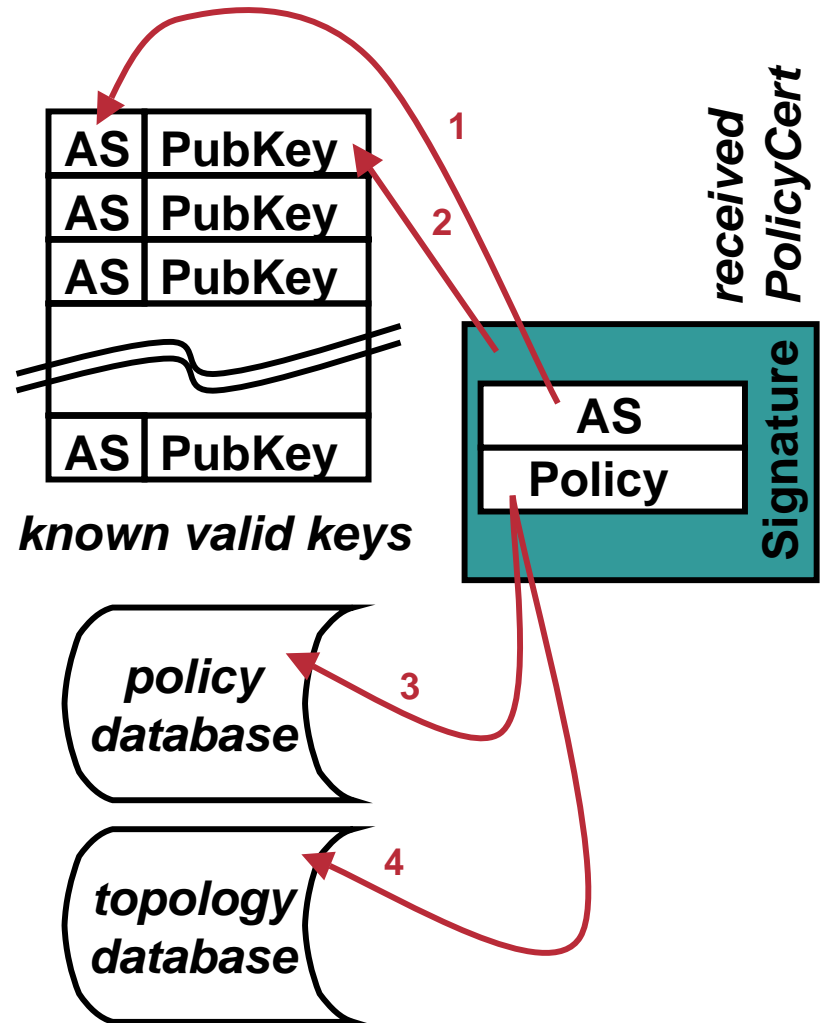 1
received
PolicyCert
AS PubKey
2
AS PubKey
AS PubKey
Signature
AS
AS PubKey
Policy
known valid keys
policy
database
3
topology
database
4